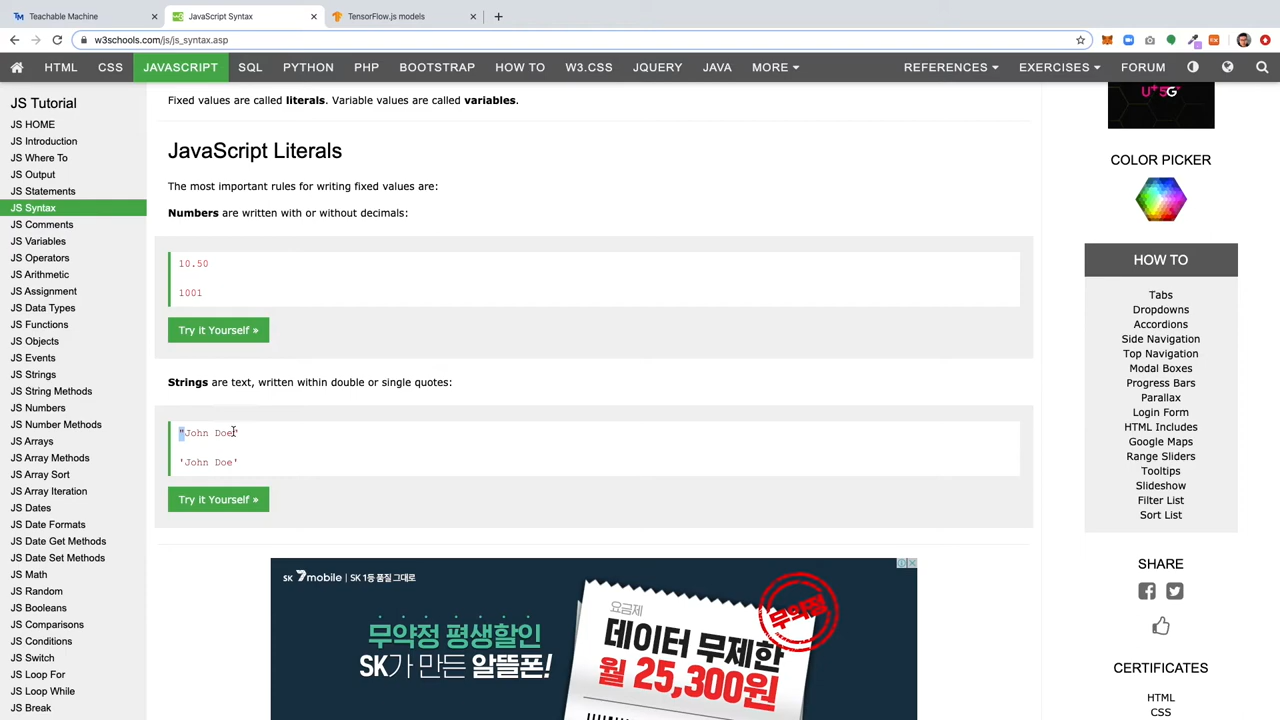 Teachable Machine
JavaScript Syntax
TensorFlow.js models
w3schools.com/js/js_syntax.asp
HTML CSS JAVASCRIPT SQL PYTHON PHP BOOTSTRAP HOW TO W3.CSS JQUERY JAVA MORE REFERENCES EXERCISES FORUM
JS Tutorial
JS HOME
JS Introduction
JS Where To
JS Output
JS Statements
JS Syntax
JS Comments
JS Variables
JS Operators
JS Arithmetic
JS Assignment
JS Data Types
JS Functions
JS Objects
JS Events
JS Strings
JS String Methods
JS Numbers
JS Number Methods
JS Arrays
JS Array Methods
JS Array Sort
JS Array Iteration
JS Dates
JS Date Formats
JS Date Get Methods
JS Date Set Methods
JS Math
JS Random
JS Booleans
JS Comparisons
JS Conditions
JS Switch
JS Loop For
JS Loop While
JS Break
Fixed values are called literals. Variable values are called variables.
JavaScript Literals
The most important rules for writing fixed values are:
Numbers are written with or without decimals:
10.50
1001
Try it Yourself »
Strings are text, written within double or single quotes:
"John Doe"
'John Doe'
Try it Yourself »
SK 7mobile | SK 1등 품질 그대로
무약정 평생할인
SK가 만든 알뜰폰!
요금제
데이터 무제한
월 25,300원
무약정
U+5G
COLOR PICKER
HOW TO
Tabs
Dropdowns
Accordions
Side Navigation
Top Navigation
Modal Boxes
Progress Bars
Parallax
Login Form
HTML Includes
Google Maps
Range Sliders
Tooltips
Slideshow
Filter List
Sort List
SHARE
CERTIFICATES
HTML
CSS